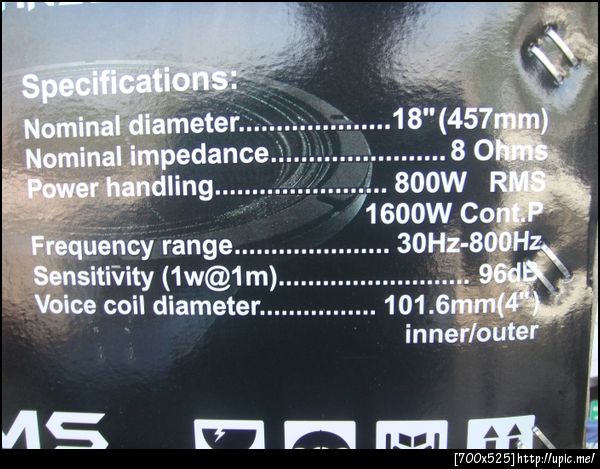 Specifications:
Nominal diameter.....................18"(457mm)
Nominal impedance........................ 8 Ohms
Power handling........................ 800W RMS
1600W Cont.P
Frequency range...................... 30Hz-800Hz
Sensitivity (1w@1m)........................... 96dB
Voice coil diameter................ 101.6mm(4")
inner/outer
MS
[700x525]http://upic.me/